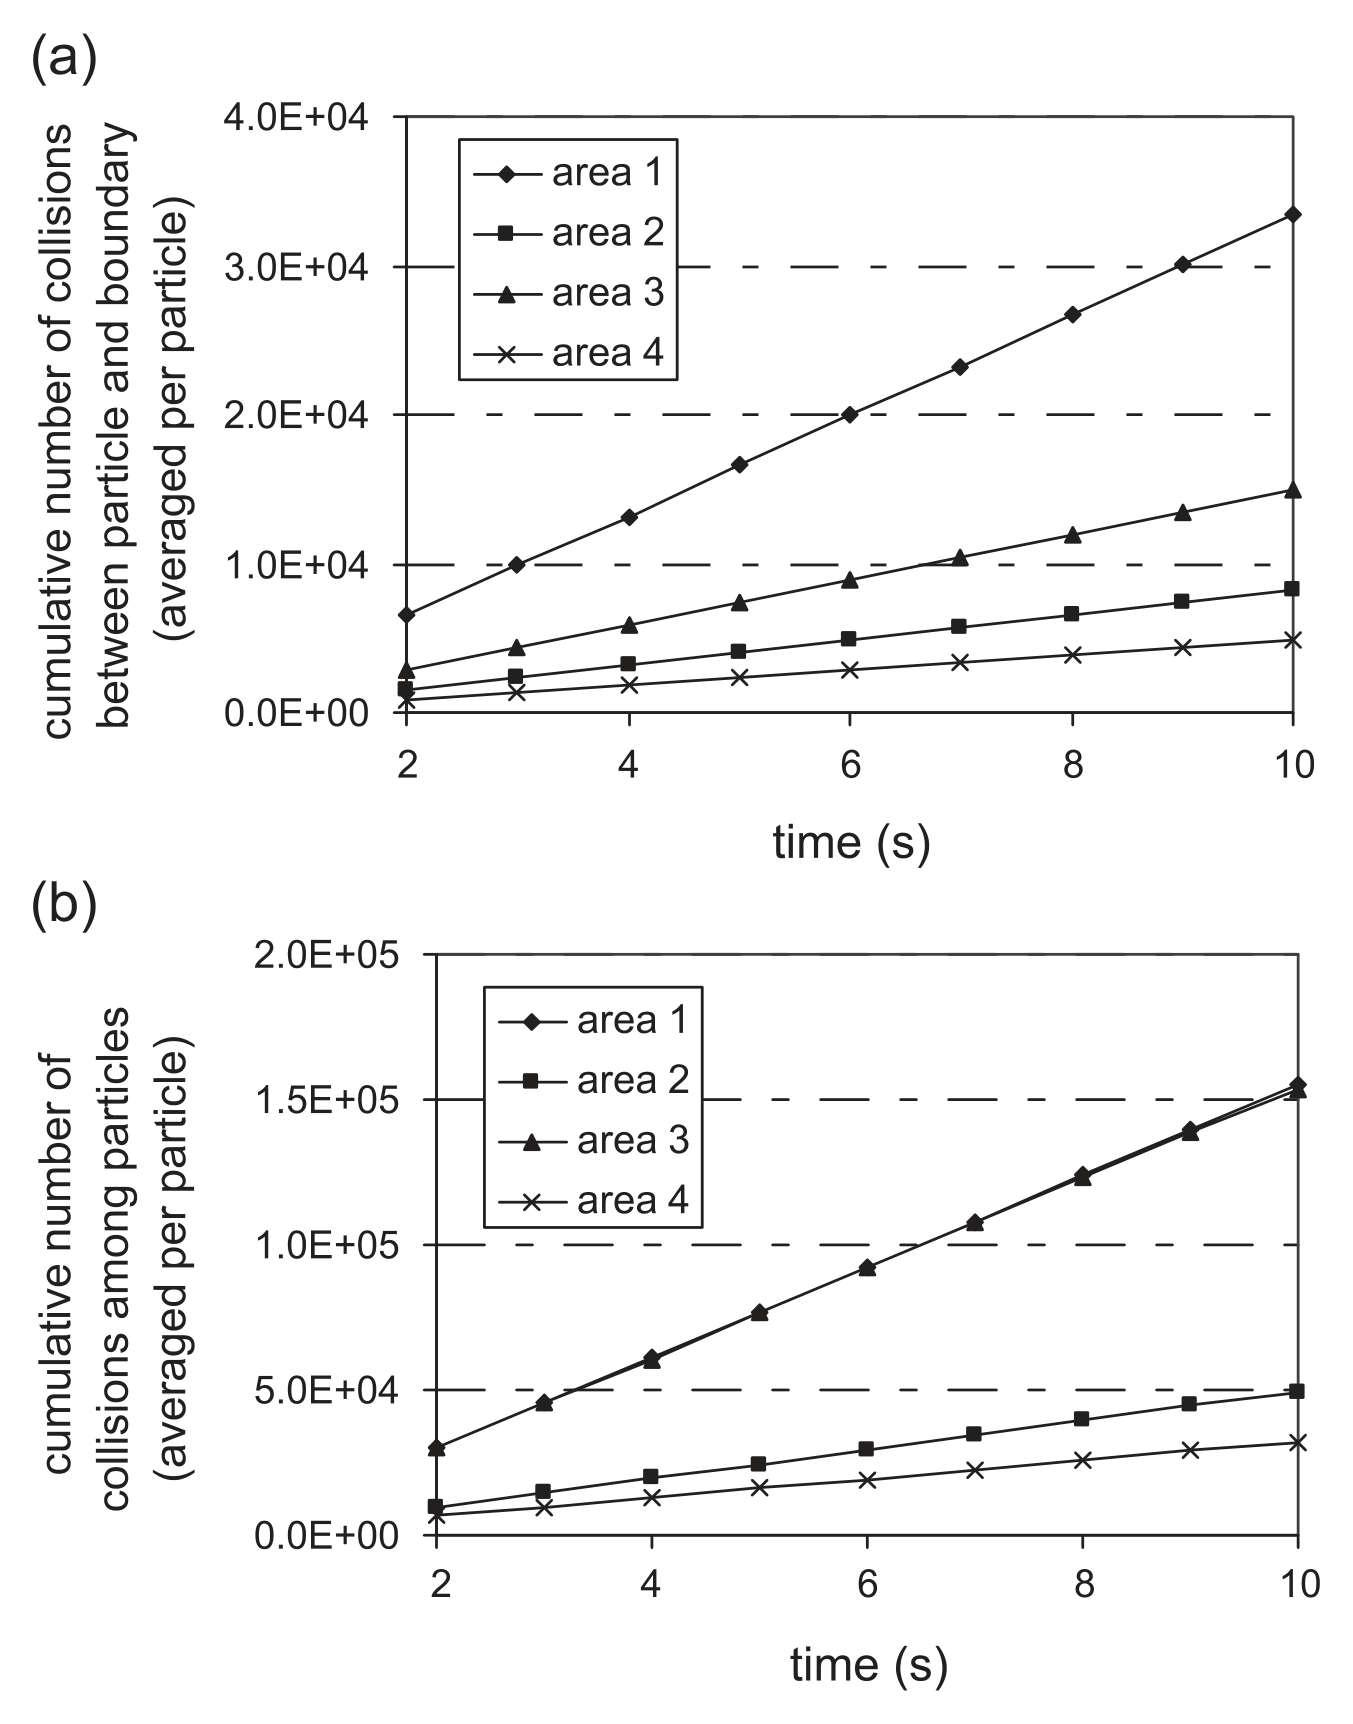 (a)
cumulative number of collisions
between particle and boundary
(averaged per particle)
4.0E+04
3.0E+04
2.0E+04
1.0E+04
0.0E+00
area 1
area 2
area 3
area 4
2 4 6 8 10
time (s)
(b)
cumulative number of
collisions among particles
(averaged per particle)
2.0E+05
1.5E+05
1.0E+05
5.0E+04
0.0E+00
area 1
area 2
area 3
area 4
2 4 6 8 10
time (s)